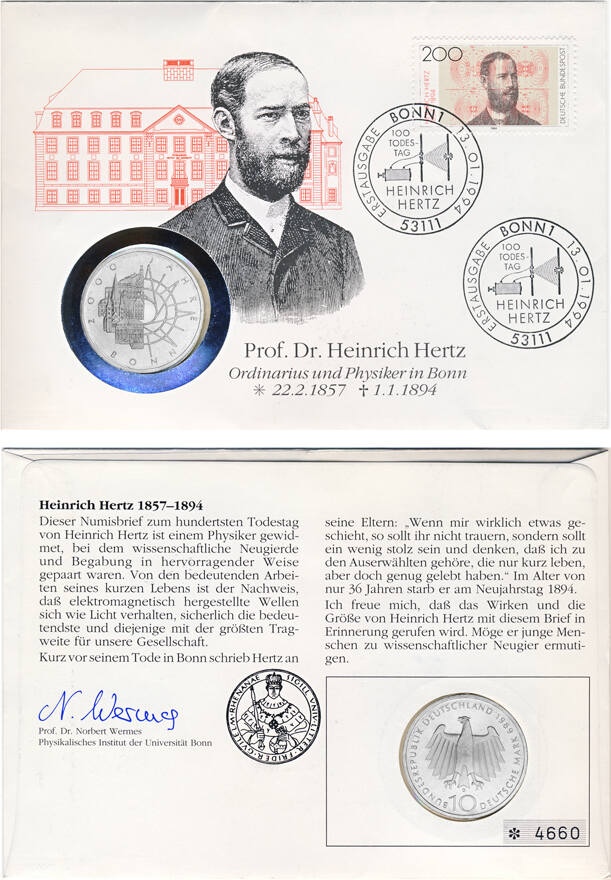 200
HEINRICH HERTZ
DEUTSCHE BUNDESPOST
ERSTAUSGABE BONN 1 13.01.1994
100
TODES-
TAG
HEINRICH
HERTZ
53111
ERSTAUSGABE BONN 1 13.01.1994
100
TODES-
TAG
HEINRICH
HERTZ
53111
2000 JAHRE
BONN
Prof. Dr. Heinrich Hertz
Ordinarius und Physiker in Bonn
✳ 22.2.1857 ✝ 1.1.1894
Heinrich Hertz 1857–1894
Dieser Numisbrief zum hundertsten Todestag
von Heinrich Hertz ist einem Physiker gewid-
met, bei dem wissenschaftliche Neugierde
und Begabung in hervorragender Weise
gepaart waren. Von den bedeutenden Arbei-
ten seines kurzen Lebens ist der Nachweis,
daß elektromagnetisch hergestellte Wellen
sich wie Licht verhalten, sicherlich die bedeu-
tendste und diejenige mit der größten Trag-
weite für unsere Gesellschaft.
Kurz vor seinem Tode in Bonn schrieb Hertz an
seine Eltern: „Wenn mir wirklich etwas ge-
schieht, so sollt ihr nicht trauern, sondern sollt
ein wenig stolz sein und denken, daß ich zu
den Auserwählten gehöre, die nur kurz leben,
aber doch genug gelebt haben.“ Im Alter von
nur 36 Jahren starb er am Neujahrstag 1894.
Ich freue mich, daß das Wirken und die
Größe von Heinrich Hertz mit diesem Brief in
Erinnerung gerufen wird. Möge er junge Men-
schen zu wissenschaftlicher Neugier ermuti-
gen.
N. Wermes
Prof. Dr. Norbert Wermes
Physikalisches Institut der Universität Bonn
BUNDESREPUBLIK DEUTSCHLAND 1989
10
DEUTSCHE MARK
✻ 4660